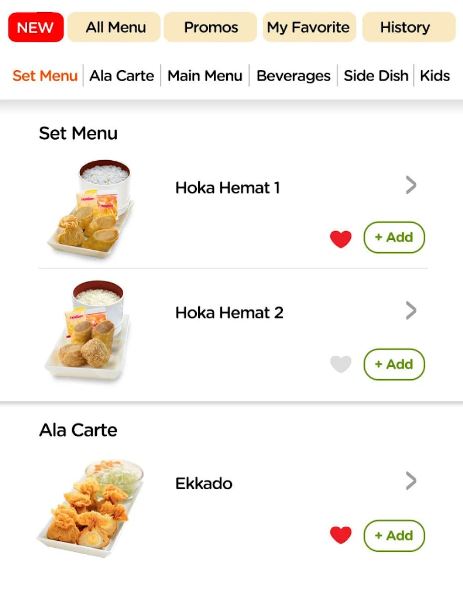 NEW All Menu Promos My Favorite History
Set Menu Ala Carte Main Menu Beverages Side Dish Kids
Set Menu
Hoka Hemat 1
+ Add
Hoka Hemat 2
+ Add
Ala Carte
Ekkado
+ Add